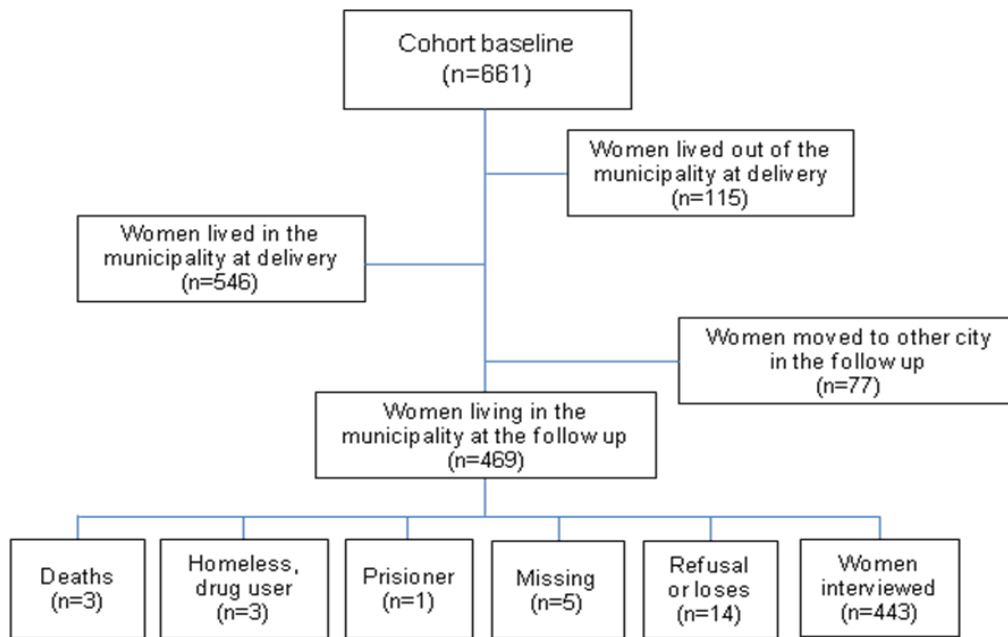 Cohort baseline
(n=661)
Women lived out of the
municipality at delivery
(n=115)
Women lived in the
municipality at delivery
(n=546)
Women moved to other city
in the follow up
(n=77)
Women living in the
municipality at the follow up
(n=469)
Deaths
(n=3)
Homeless,
drug user
(n=3)
Prisioner
(n=1)
Missing
(n=5)
Refusal
or loses
(n=14)
Women
interviewed
(n=443)